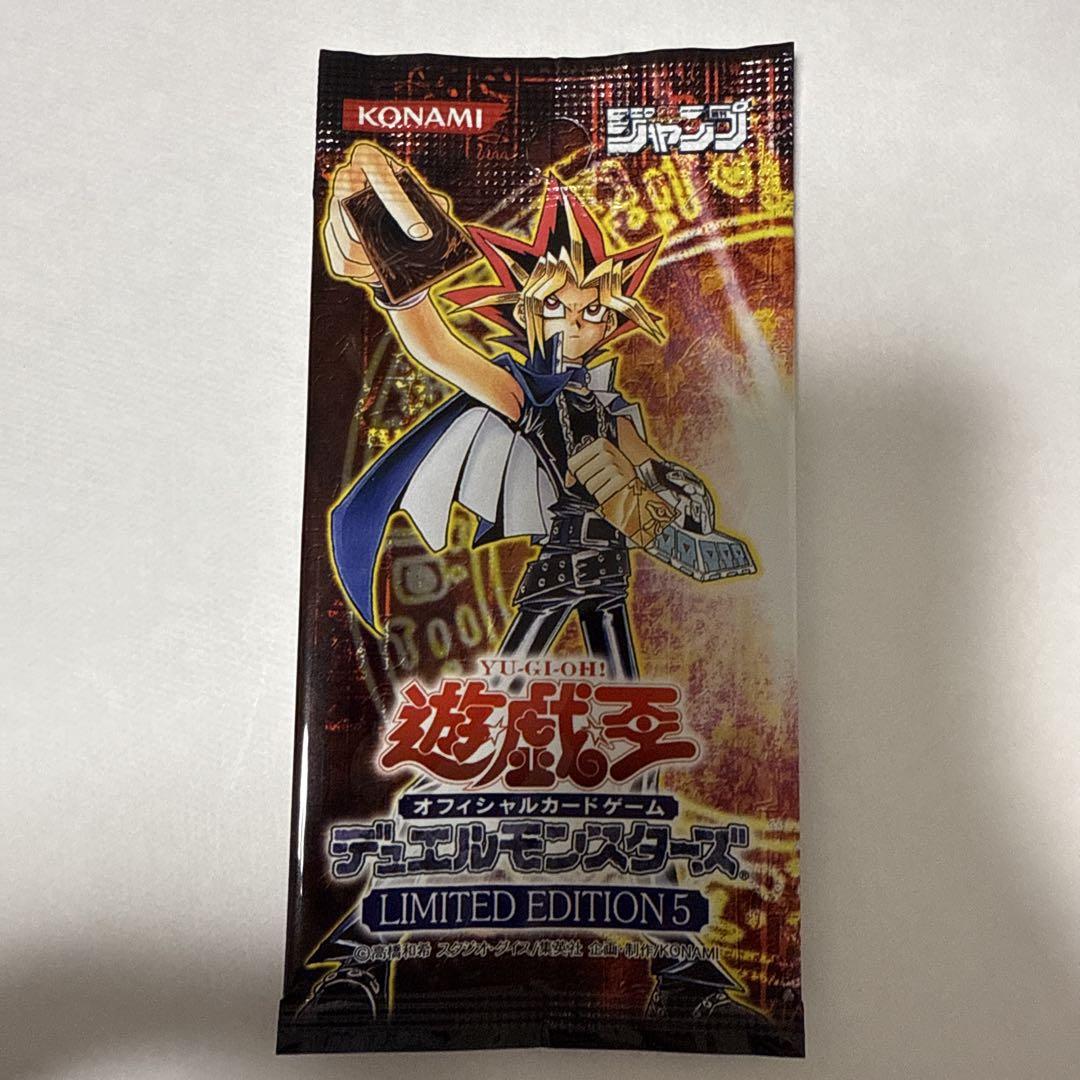 KONAMI
ジャンプ
YU-GI-OH!
遊☆戯☆王
オフィシャルカードゲーム
デュエルモンスターズ®
LIMITED EDITION 5
©高橋和希 スタジオ・ダイス/集英社 企画・制作/KONAMI